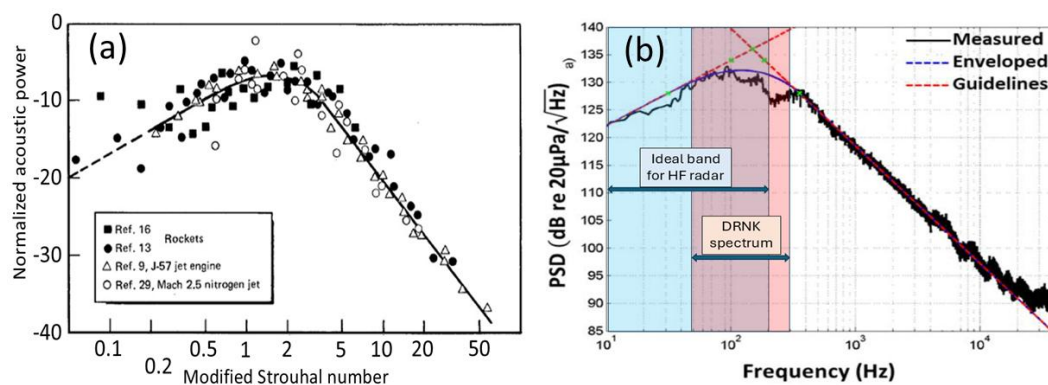 (a)
Normalized acoustic power
0
-10
-20
-30
-40
Ref. 16
Ref. 13
Rockets
Ref. 9, J-57 jet engine
Ref. 29, Mach 2.5 nitrogen jet
0.1
0.2
0.5
1
2
5
10
20
50
Modified Strouhal number
(b)
PSD (dB re 20µPa/√Hz)
a)
140
135
130
125
120
115
110
105
100
95
90
85
Measured
Enveloped
Guidelines
Ideal band
for HF radar
DRNK
spectrum
10¹
10²
10³
10⁴
Frequency (Hz)